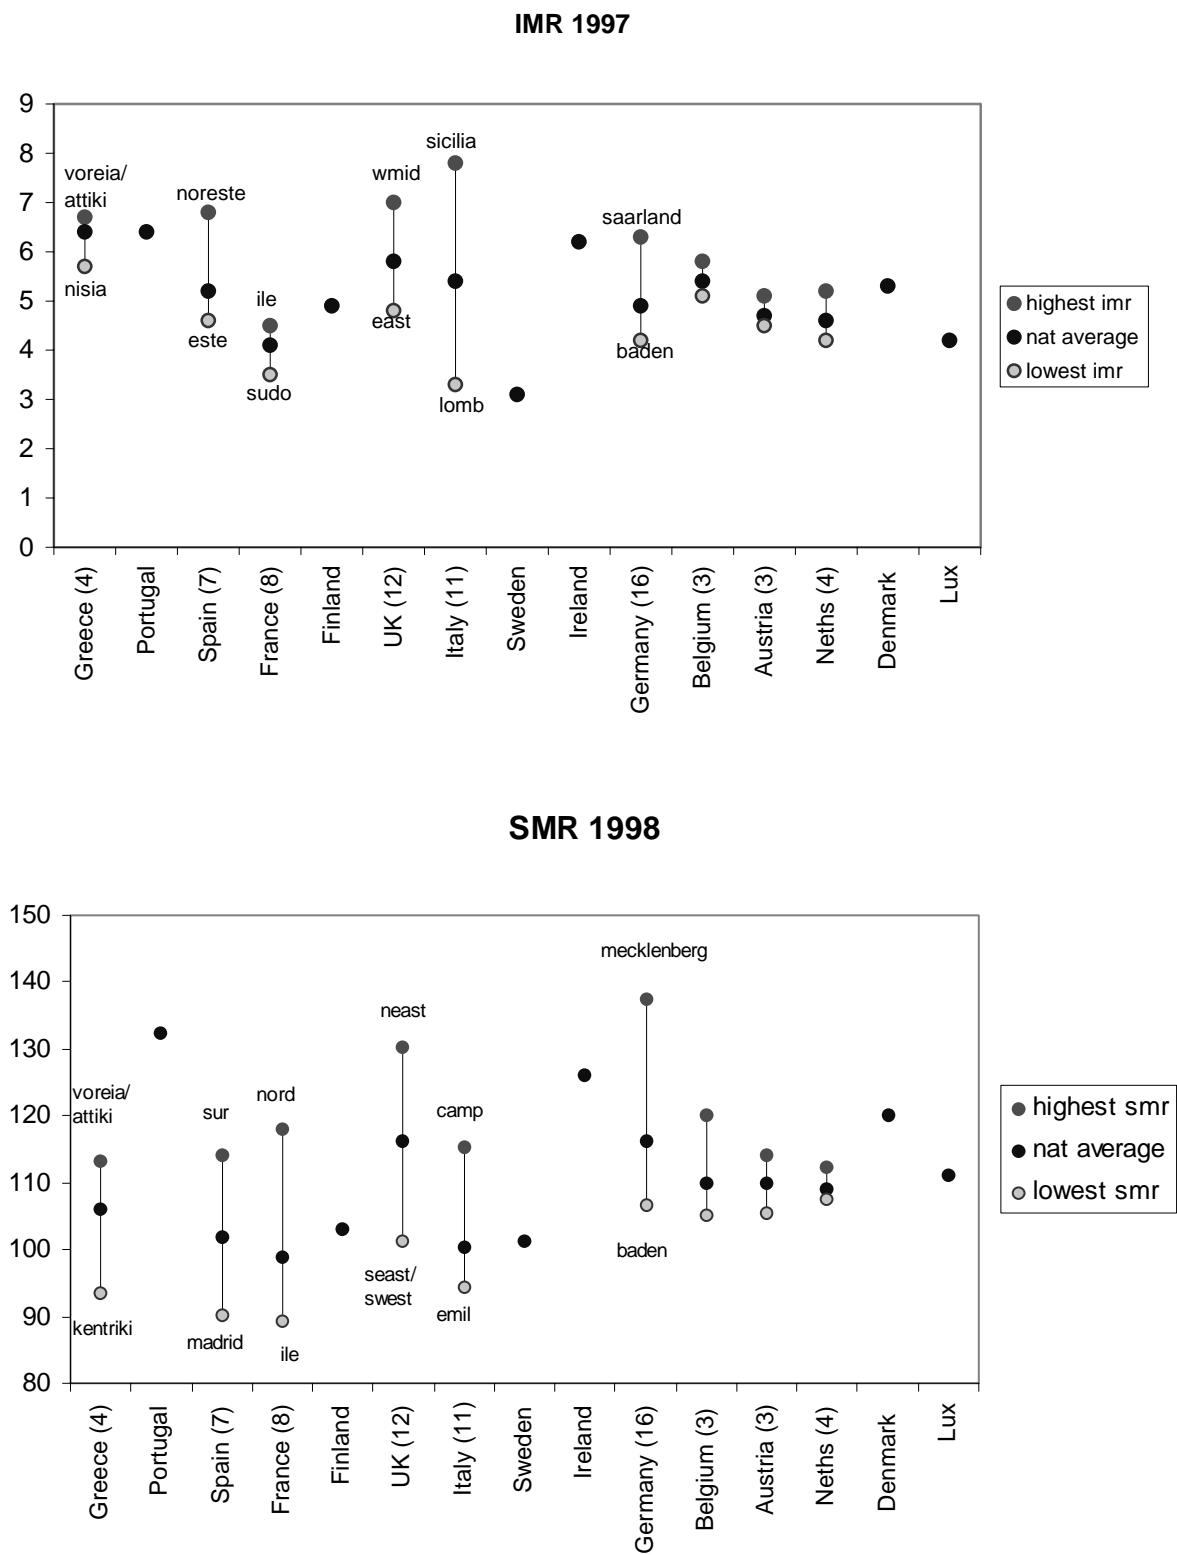 IMR 1997
9
8
7
6
5
4
3
2
1
0
voreia/
attiki
nisia
noreste
este
ile
sudo
wmid
east
sicilia
lomb
saarland
baden
highest imr
nat average
lowest imr
Greece (4)
Portugal
Spain (7)
France (8)
Finland
UK (12)
Italy (11)
Sweden
Ireland
Germany (16)
Belgium (3)
Austria (3)
Neths (4)
Denmark
Lux
SMR 1998
150
140
130
120
110
100
90
80
voreia/
attiki
kentriki
sur
madrid
nord
ile
neast
seast/
swest
camp
emil
mecklenberg
baden
highest smr
nat average
lowest smr
Greece (4)
Portugal
Spain (7)
France (8)
Finland
UK (12)
Italy (11)
Sweden
Ireland
Germany (16)
Belgium (3)
Austria (3)
Neths (4)
Denmark
Lux